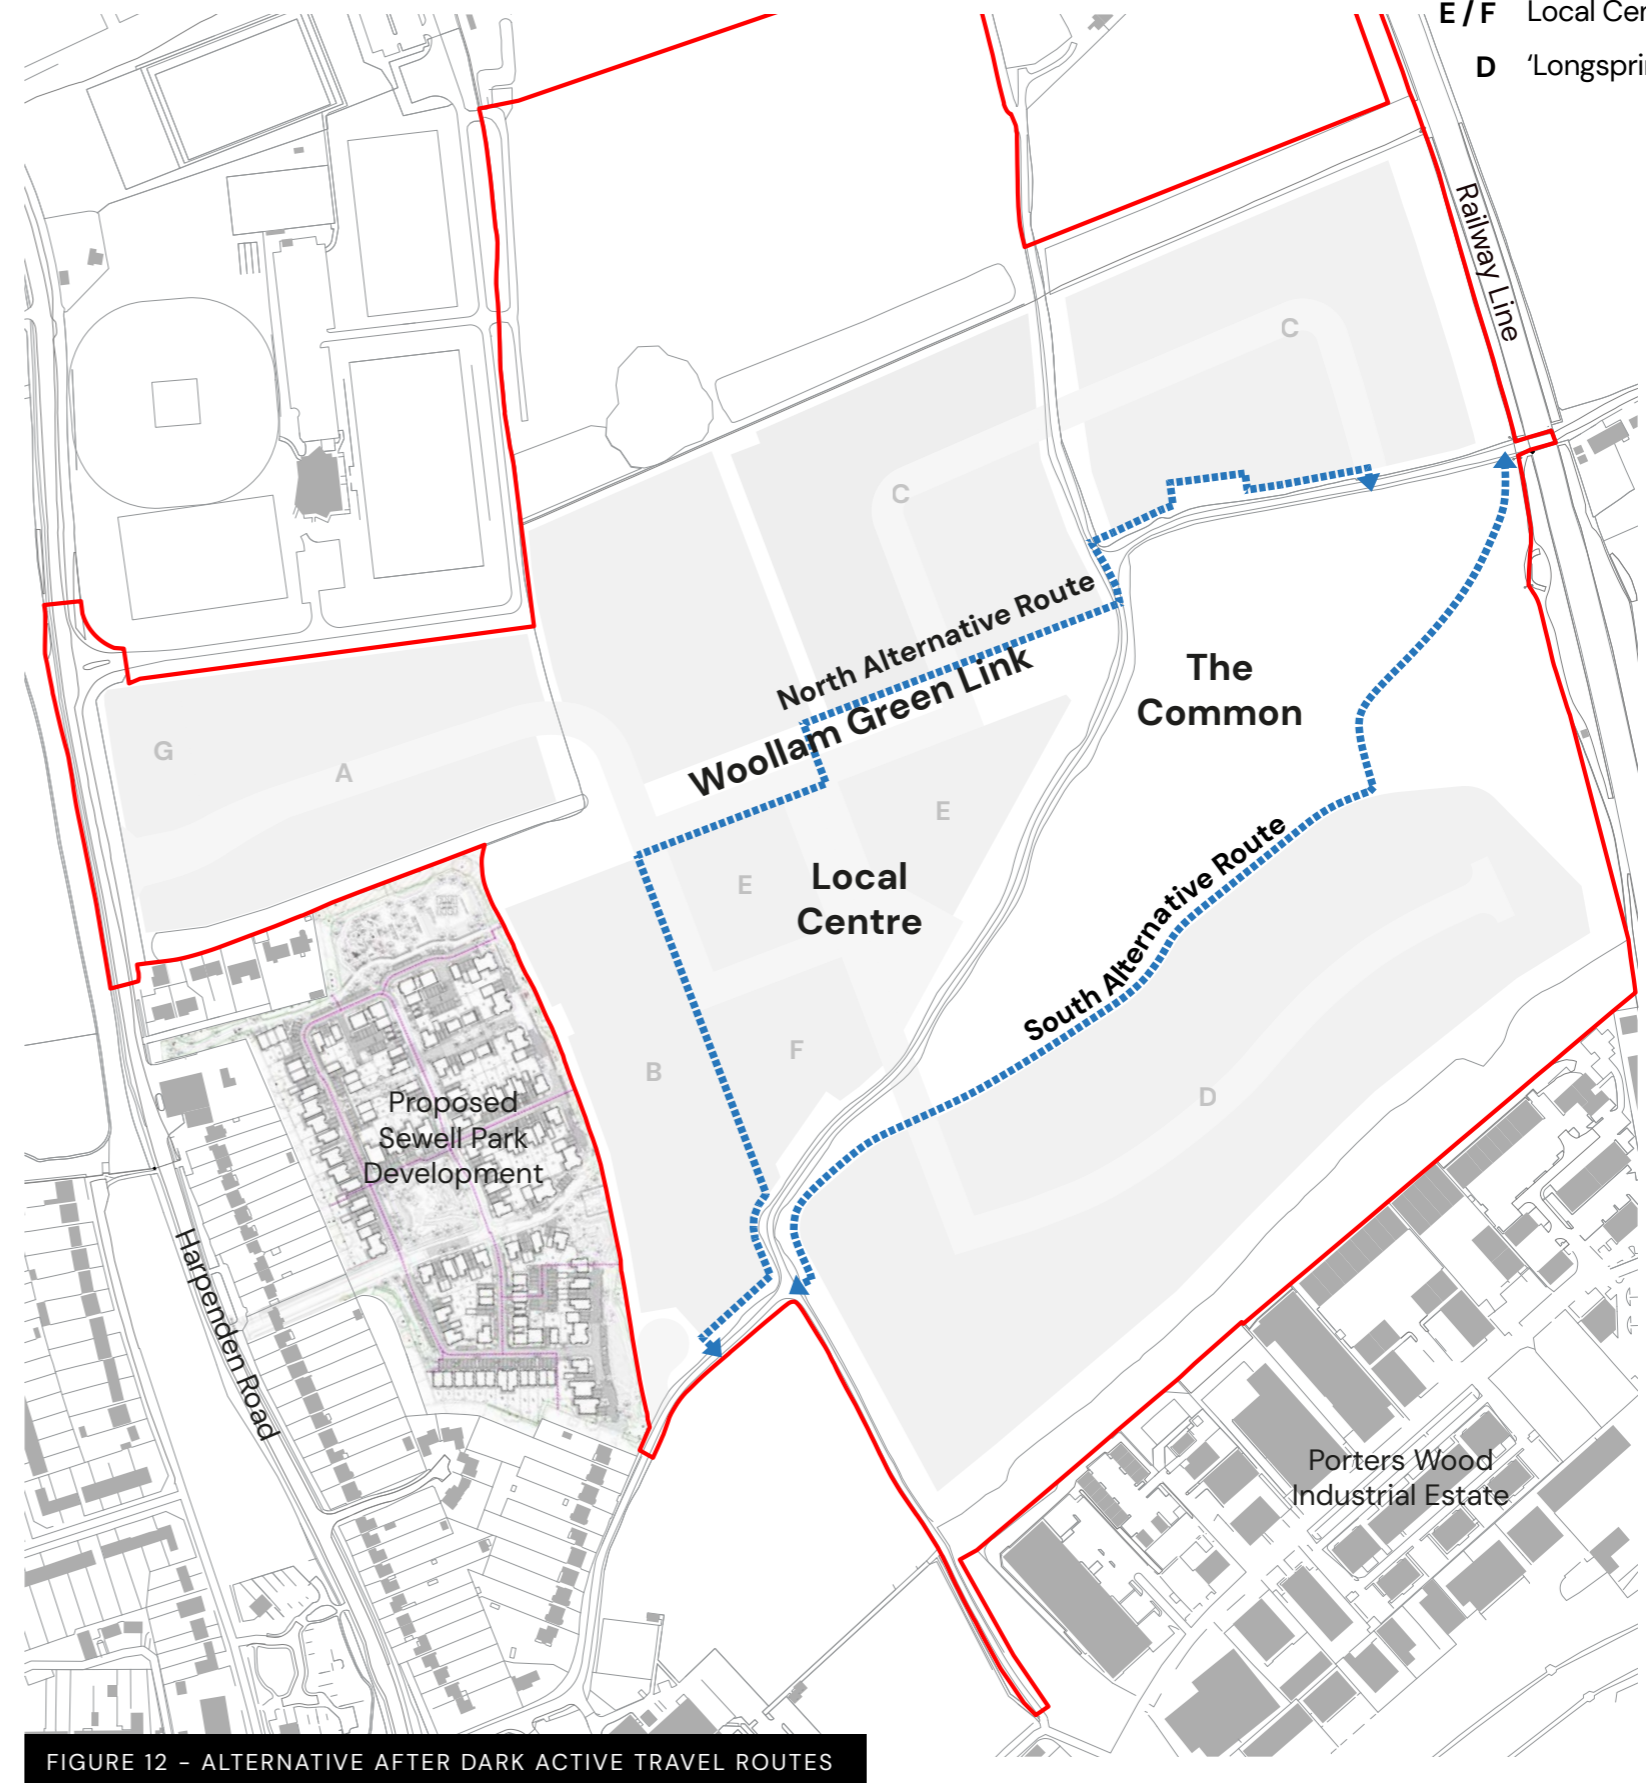 E / F Local Cen
D ‘Longsprin
Railway Line
C
C
North Alternative Route
Woollam Green Link
The
Common
G
A
E
E
Local
Centre
South Alternative Route
F
B
D
Proposed
Sewell Park
Development
Harpenden Road
Porters Wood
Industrial Estate
FIGURE 12 - ALTERNATIVE AFTER DARK ACTIVE TRAVEL ROUTES